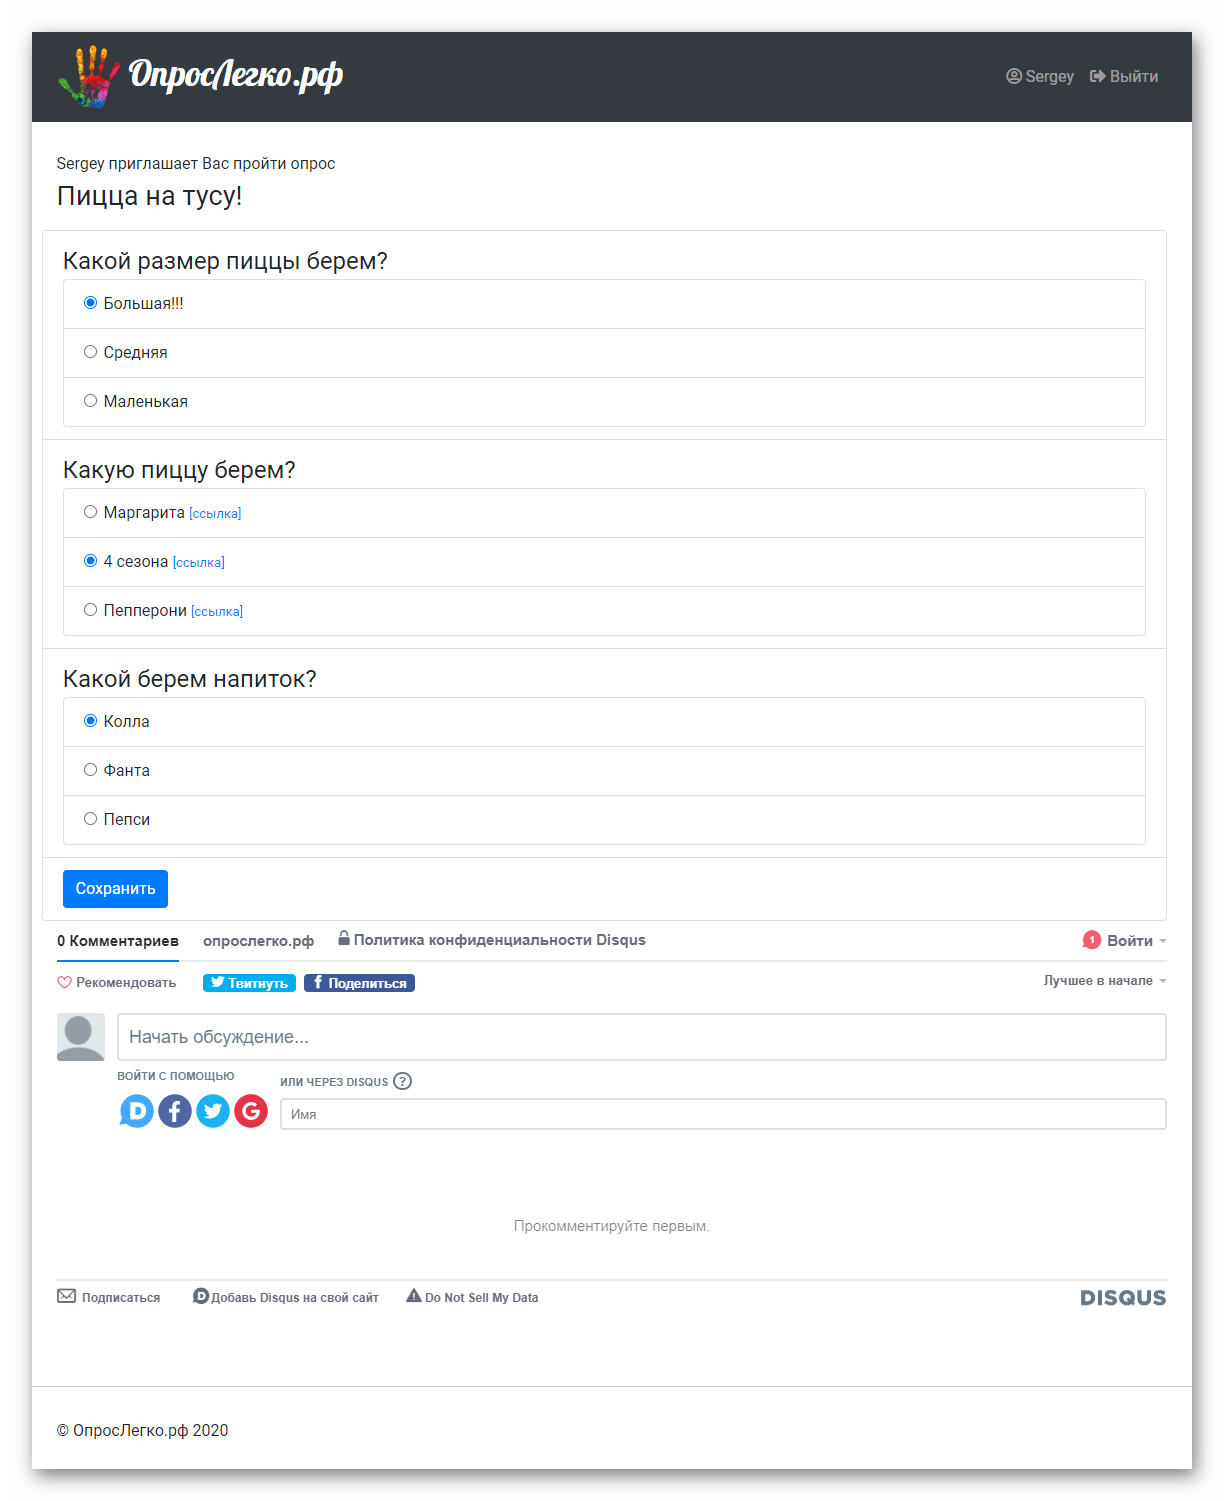 ОпросЛегко.рф
Sergey Выйти
Sergey приглашает Вас пройти опрос
Пицца на тусу!
Какой размер пиццы берем?
Большая!!!
Средняя
Маленькая
Какую пиццу берем?
Маргарита [ссылка]
4 сезона [ссылка]
Пепперони [ссылка]
Какой берем напиток?
Колла
Фанта
Пепси
Сохранить
0 Комментариев опрослегко.рф Политика конфиденциальности Disqus 1 Войти
Рекомендовать Твитнуть f Поделиться Лучшее в начале
Начать обсуждение...
ВОЙТИ С ПОМОЩЬЮ ИЛИ ЧЕРЕЗ DISQUS ?
D f G Имя
Прокомментируйте первым.
Подписаться D Добавь Disqus на свой сайт Do Not Sell My Data DISQUS
© ОпросЛегко.рф 2020